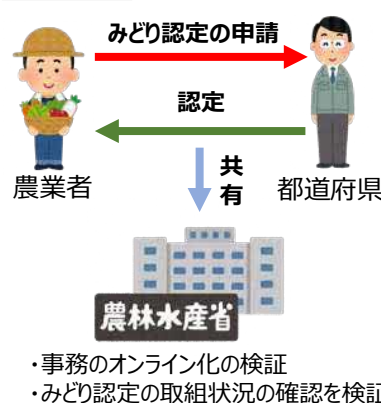 みどり認定の申請
認定
農業者
共有
都道府県
農林水産省
・事務のオンライン化の検証
・みどり認定の取組状況の確認を検証